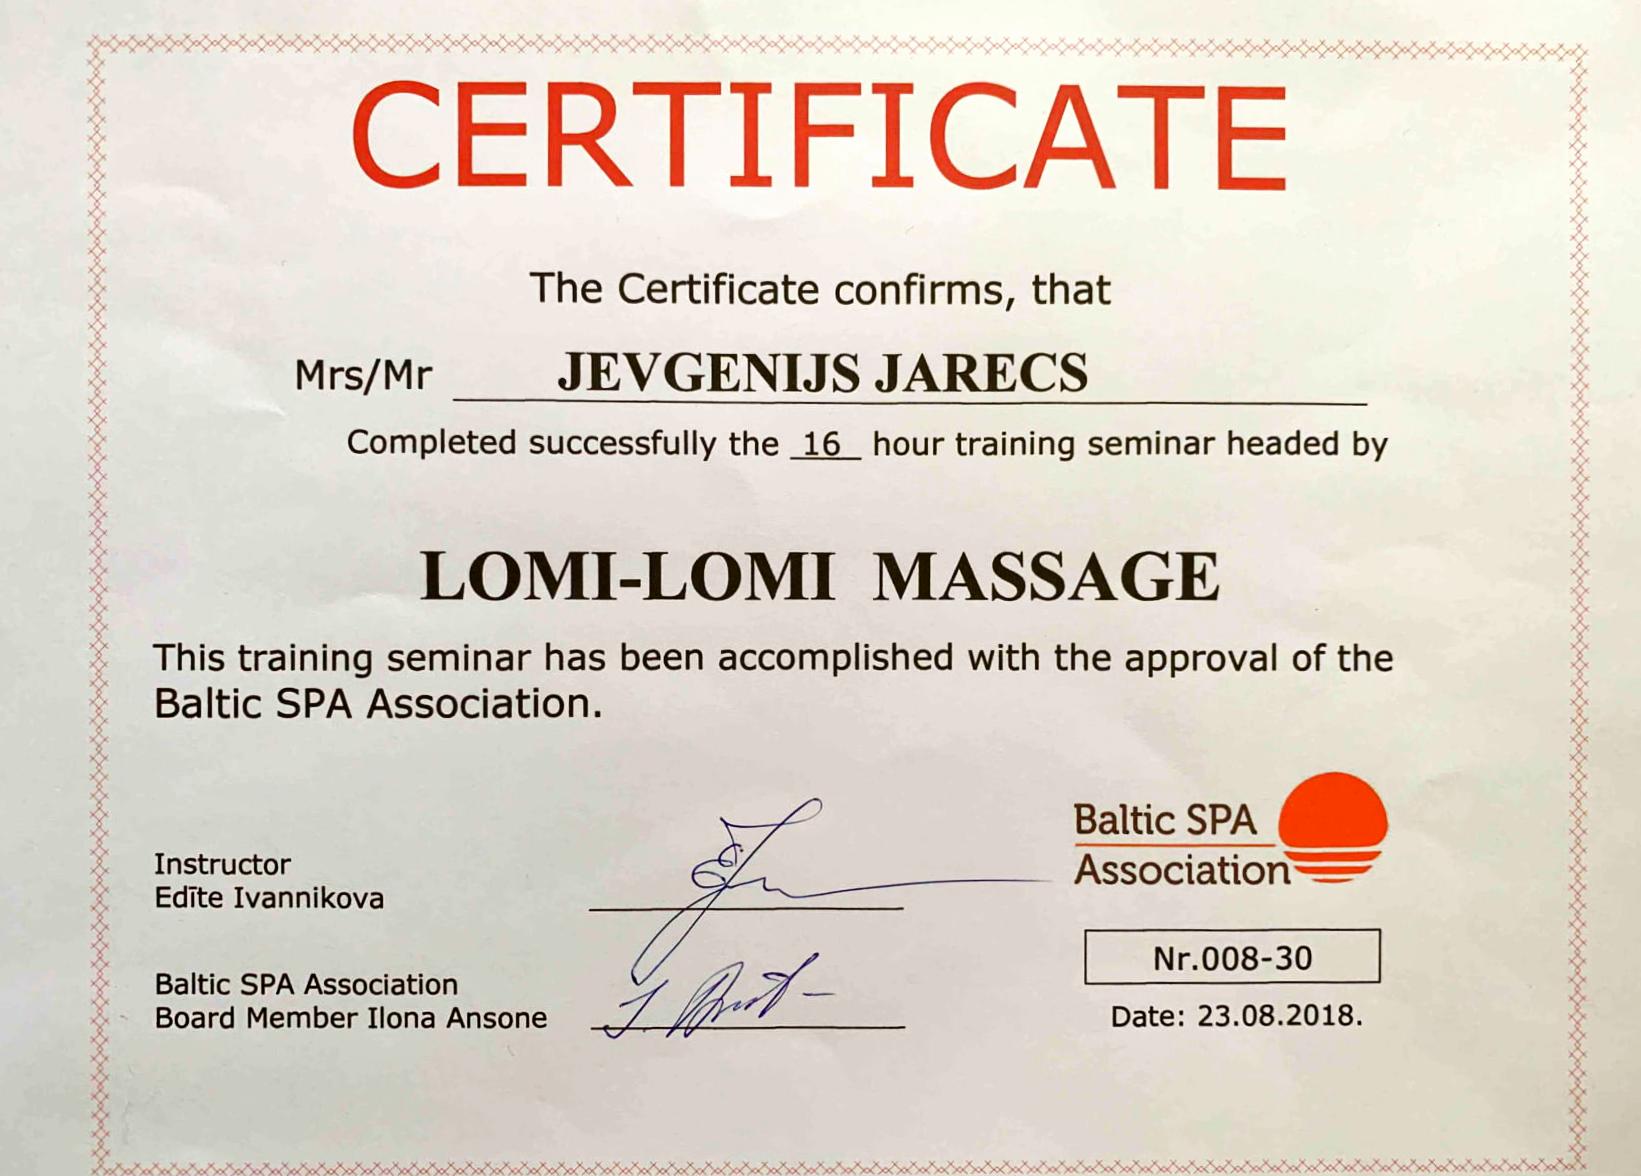 CERTIFICATE
The Certificate confirms, that
Mrs/Mr JEVGENIJS JARECS
Completed successfully the 16 hour training seminar headed by
LOMI-LOMI MASSAGE
This training seminar has been accomplished with the approval of the
Baltic SPA Association.
Instructor
Edīte Ivannikova
Baltic SPA Association
Board Member Ilona Ansone
Baltic SPA
Association
Nr.008-30
Date: 23.08.2018.